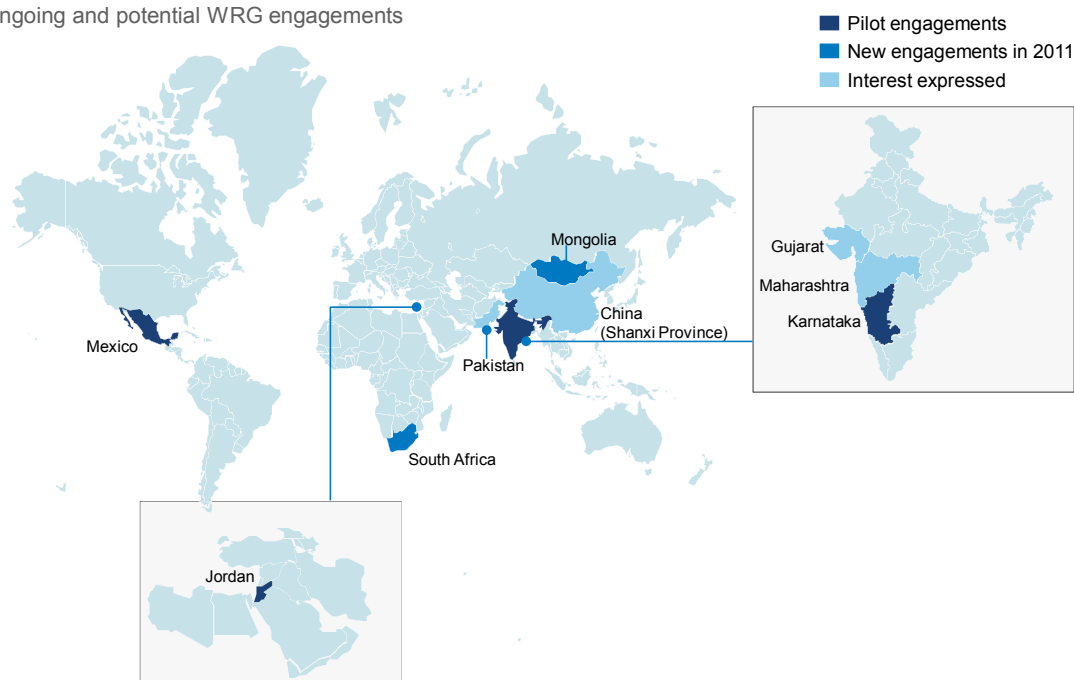 ngoing and potential WRG engagements
Pilot engagements
New engagements in 2011
Interest expressed
Mongolia
Gujarat
Maharashtra
China
(Shanxi Province)
Karnataka
Mexico
Pakistan
South Africa
Jordan